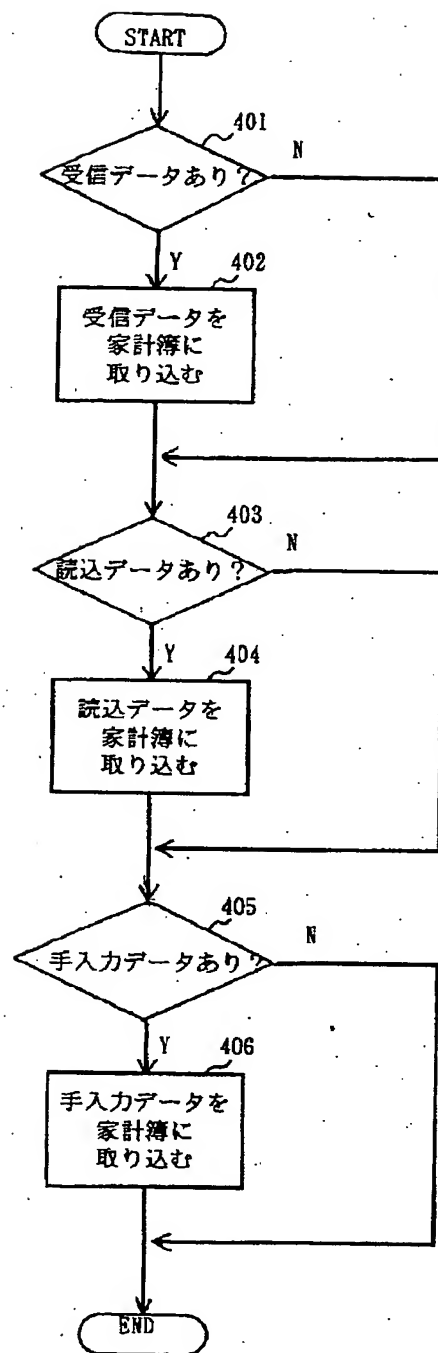 START
401
N
受信データあり?
Y
402
受信データを
家計簿に
取り込む
403
N
読込データあり?
Y
404
読込データを
家計簿に
取り込む
405
N
手入力データあり?
Y
406
手入力データを
家計簿に
取り込む
END